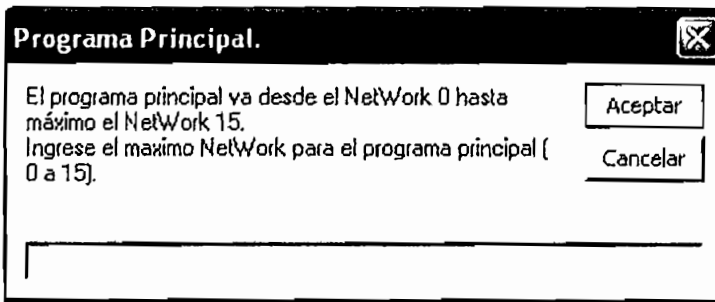 Programa Principal.
El programa principal va desde el NetWork 0 hasta
máximo el NetWork 15.
Ingrese el maximo NetWork para el programa principal (
0 a 15).
Aceptar
Cancelar